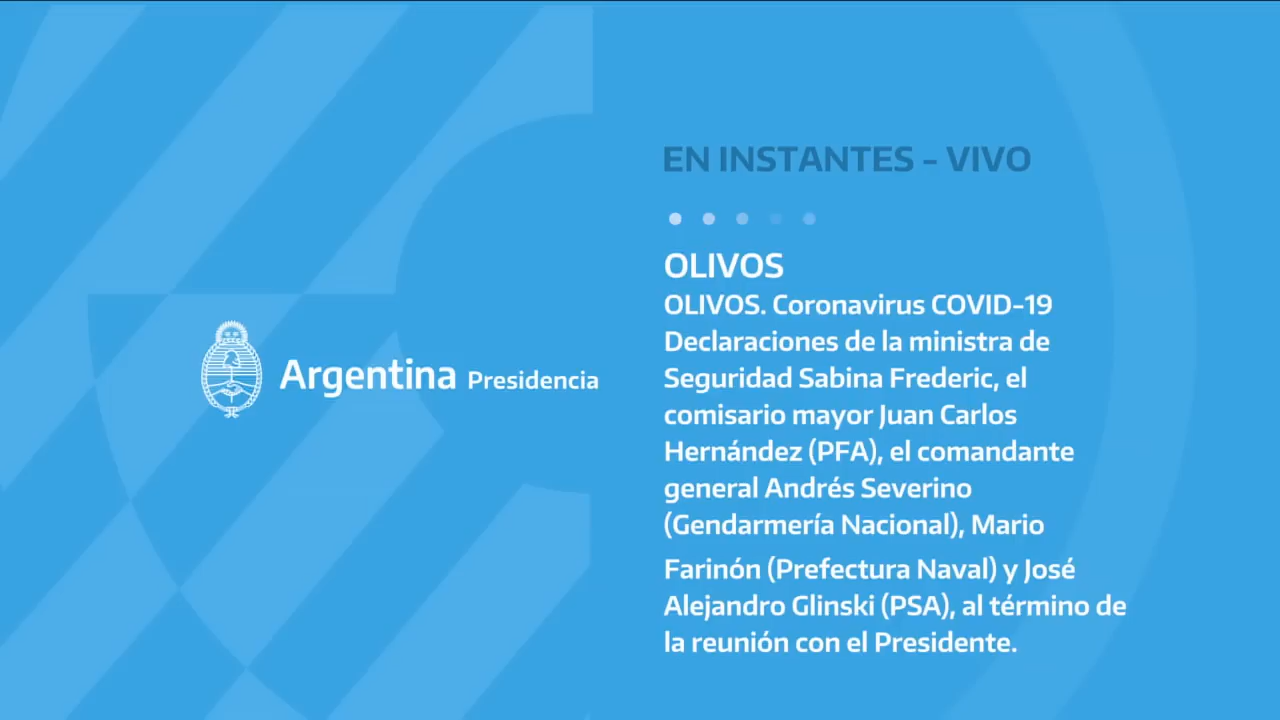 EN INSTANTES - VIVO
OLIVOS
OLIVOS. Coronavirus COVID-19
Declaraciones de la ministra de
Seguridad Sabina Frederic, el
comisario mayor Juan Carlos
Hernández (PFA), el comandante
general Andrés Severino
(Gendarmería Nacional), Mario
Farinón (Prefectura Naval) y José
Alejandro Glinski (PSA), al término de
la reunión con el Presidente.
Argentina Presidencia